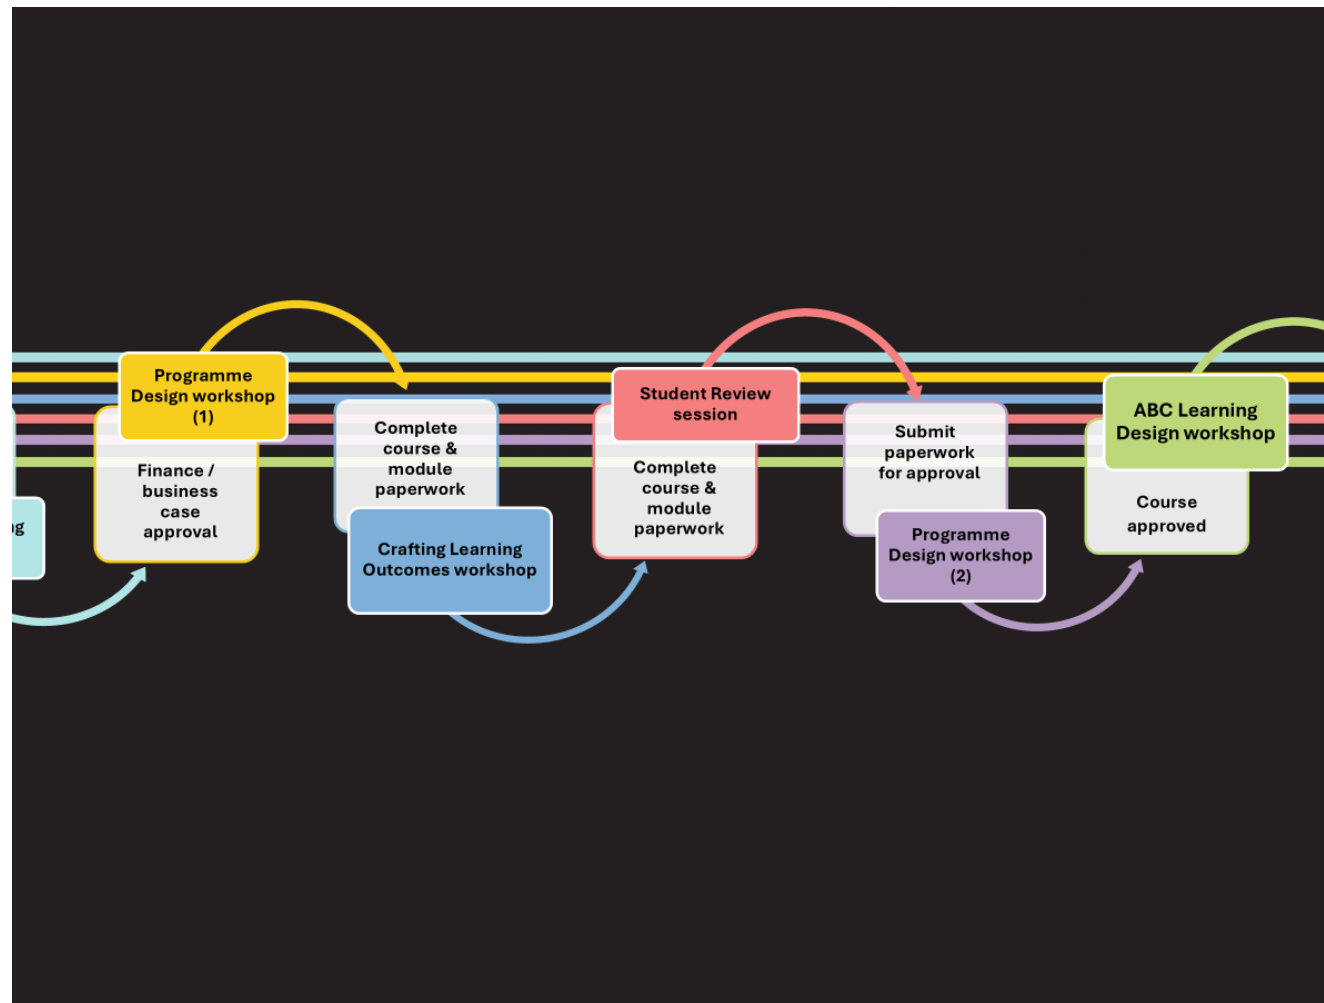 Programme
Design workshop
(1)
Finance /
business
case
approval
Complete
course &
module
paperwork
Crafting Learning
Outcomes workshop
Student Review
session
Complete
course &
module
paperwork
Submit
paperwork
for approval
Programme
Design workshop
(2)
ABC Learning
Design workshop
Course
approved